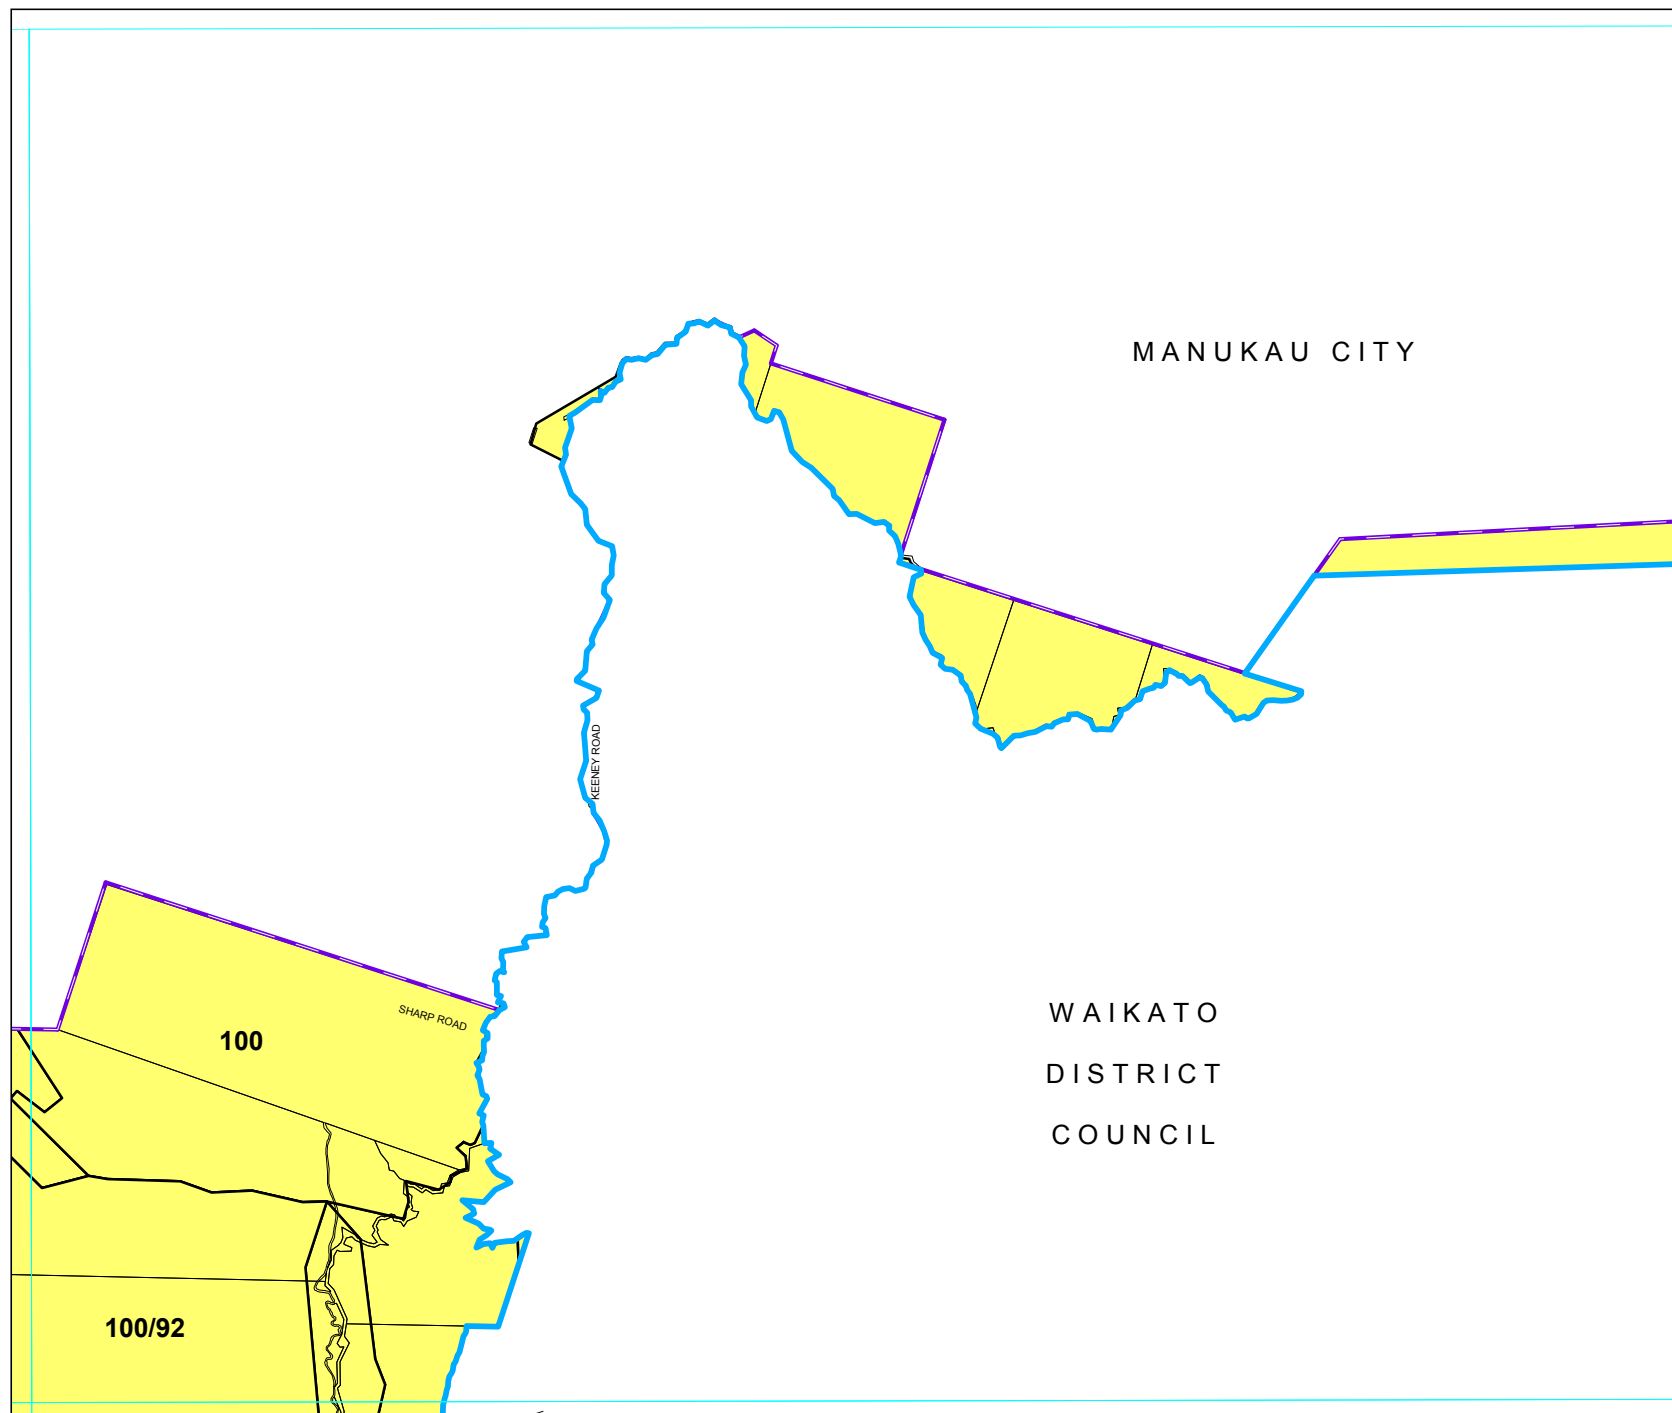 MANUKAU CITY
KEENEY ROAD
SHARP ROAD
100
WAIKATO
DISTRICT
COUNCIL
100/92